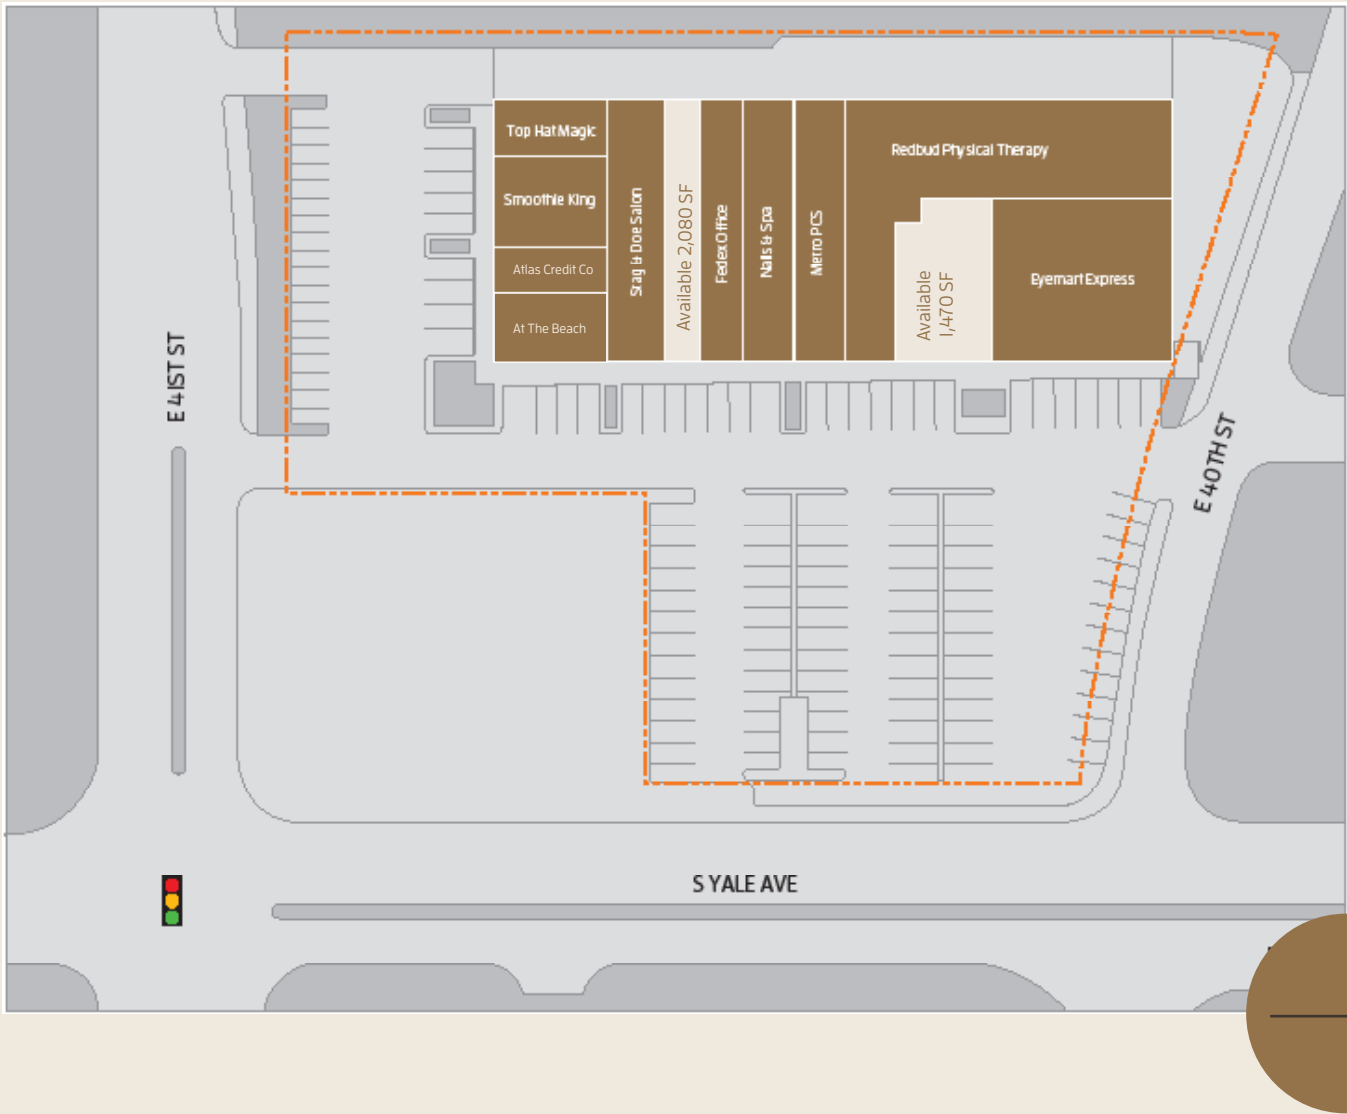 Top Hat Magic
Smoothie King
Atlas Credit Co
At The Beach
Stag & Doe Salon
Available 2,080 SF
Fedex Office
Nails & Spa
Metro PCS
Redbud Physical Therapy
Available
1,470 SF
Eyemart Express
E 41ST ST
E 40TH ST
S YALE AVE